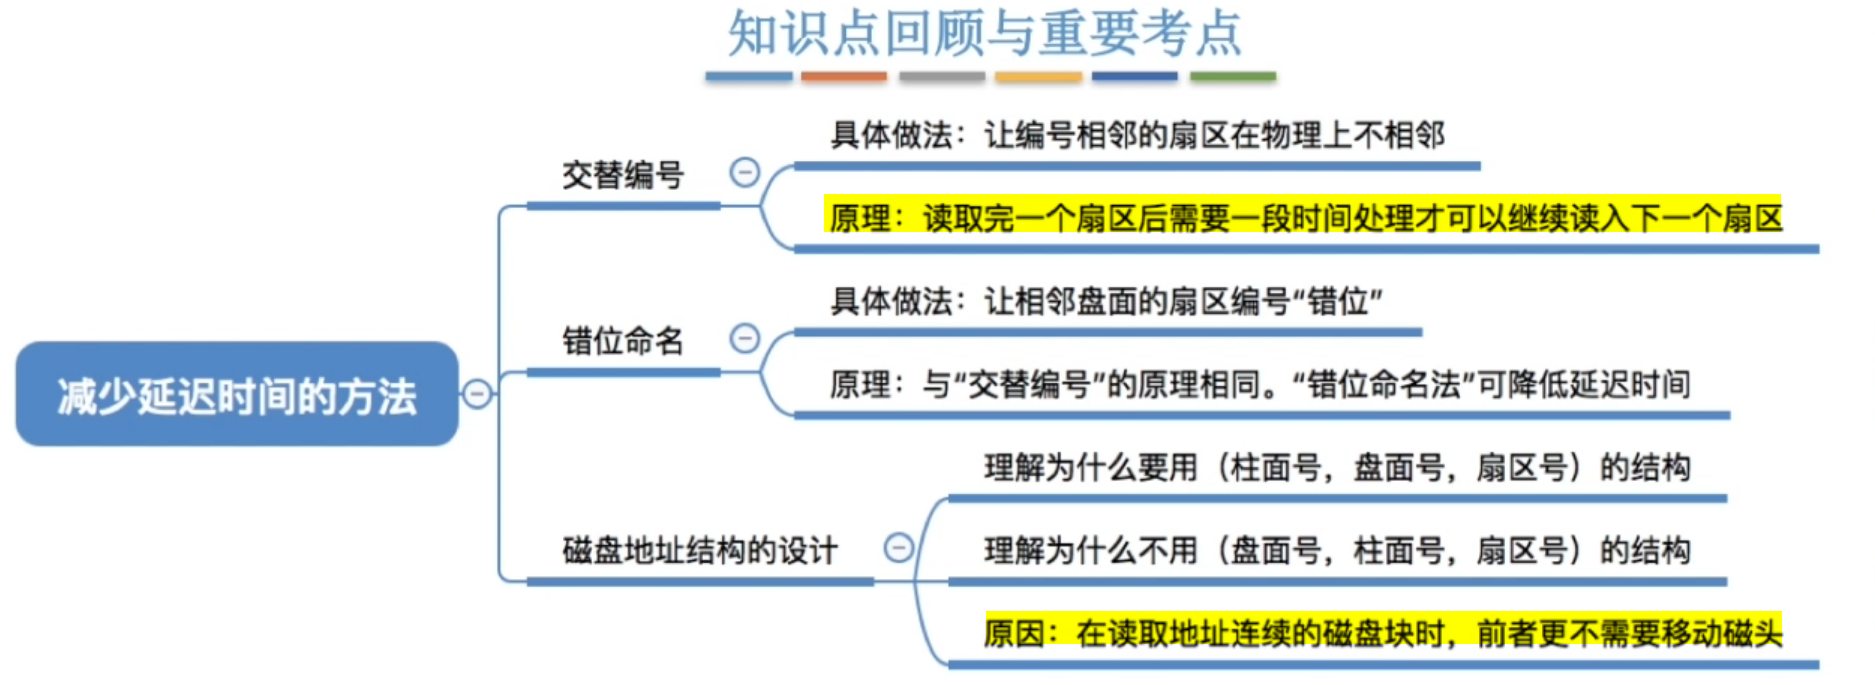 知识点回顾与重要考点
减少延迟时间的方法
交替编号
具体做法：让编号相邻的扇区在物理上不相邻
原理：读取完一个扇区后需要一段时间处理才可以继续读入下一个扇区
错位命名
具体做法：让相邻盘面的扇区编号“错位”
原理：与“交替编号”的原理相同。“错位命名法”可降低延迟时间
磁盘地址结构的设计
理解为什么要用（柱面号，盘面号，扇区号）的结构
理解为什么不用（盘面号，柱面号，扇区号）的结构
原因：在读取地址连续的磁盘块时，前者更不需要移动磁头